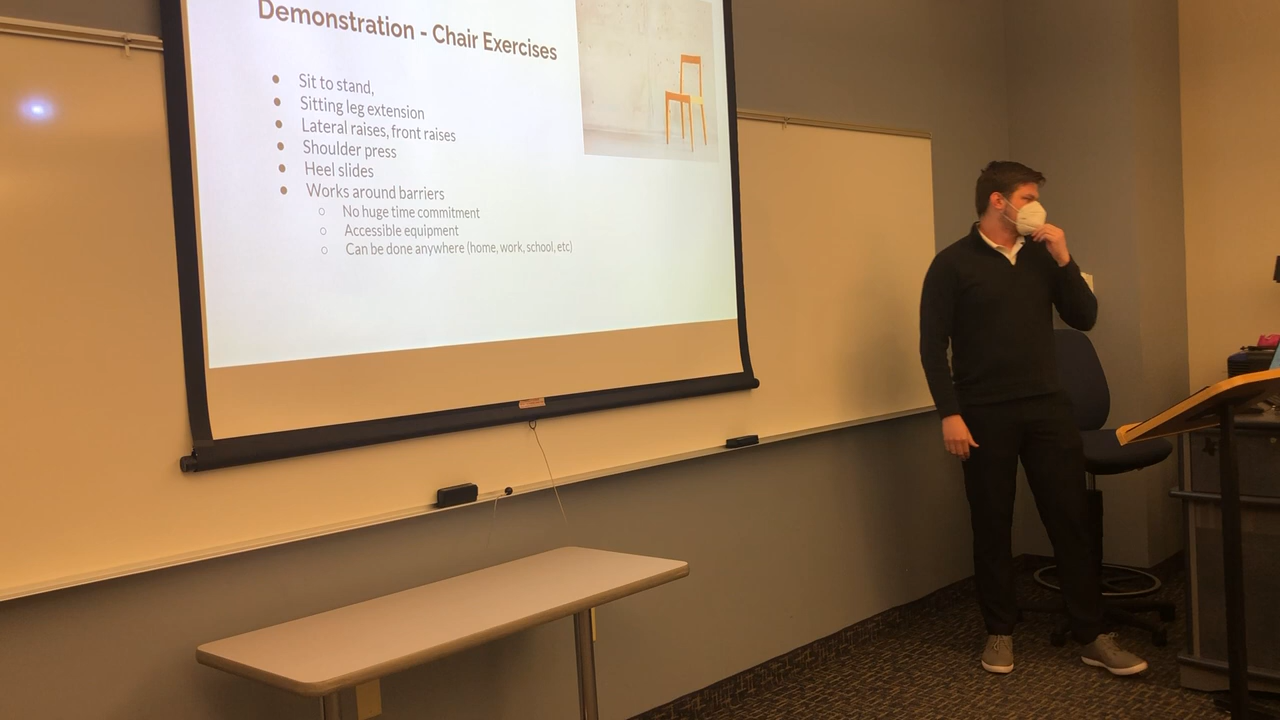 Demonstration - Chair Exercises
Sit to stand,
Sitting leg extension
Lateral raises, front raises
Shoulder press
Heel slides
Works around barriers
No huge time commitment
Accessible equipment
Can be done anywhere (home, work, school, etc)